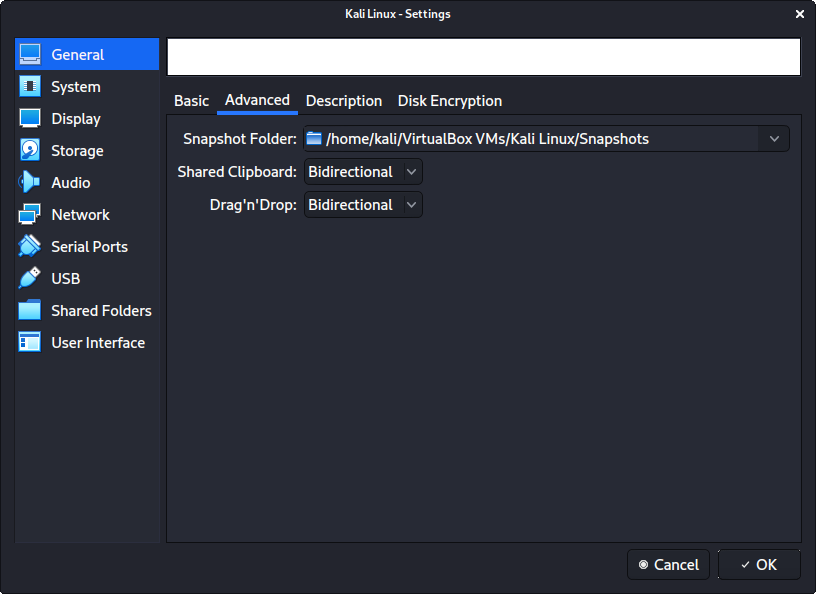 Kali Linux - Settings
General
System
Display
Storage
Audio
Network
Serial Ports
USB
Shared Folders
User Interface
Basic Advanced Description Disk Encryption
Snapshot Folder: /home/kali/VirtualBox VMs/Kali Linux/Snapshots
Shared Clipboard: Bidirectional
Drag'n'Drop: Bidirectional
Cancel OK